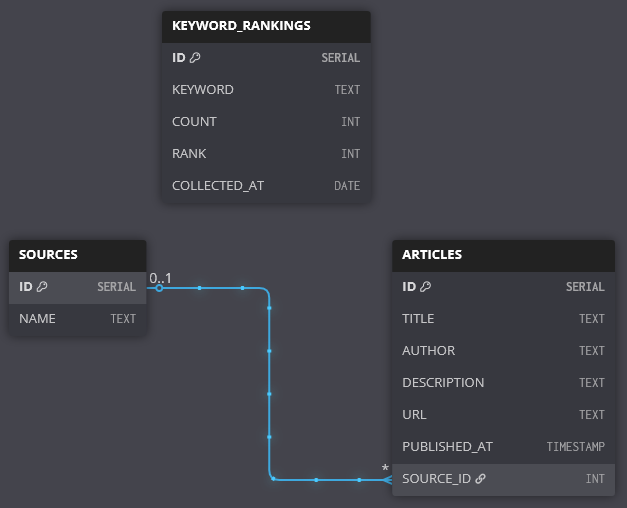 KEYWORD_RANKINGS
ID SERIAL
KEYWORD TEXT
COUNT INT
RANK INT
COLLECTED_AT DATE
SOURCES
ID SERIAL
NAME TEXT
0..1
ARTICLES
ID SERIAL
TITLE TEXT
AUTHOR TEXT
DESCRIPTION TEXT
URL TEXT
PUBLISHED_AT TIMESTAMP
* SOURCE_ID INT